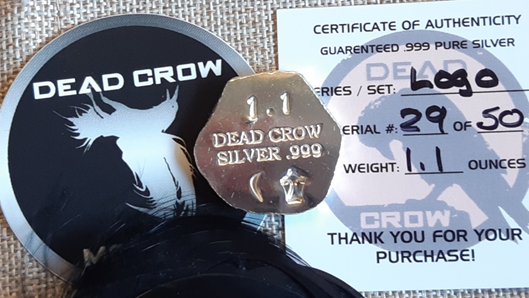 DEAD CROW
1.1
DEAD CROW
SILVER .999
CERTIFICATE OF AUTHENTICITY
GUARENTEED .999 PURE SILVER
DEAD
ERIES / SET: Logo
ERIAL #: 29 OF 50
WEIGHT: 1.1 OUNCES
CROW
THANK YOU FOR YOUR
PURCHASE!